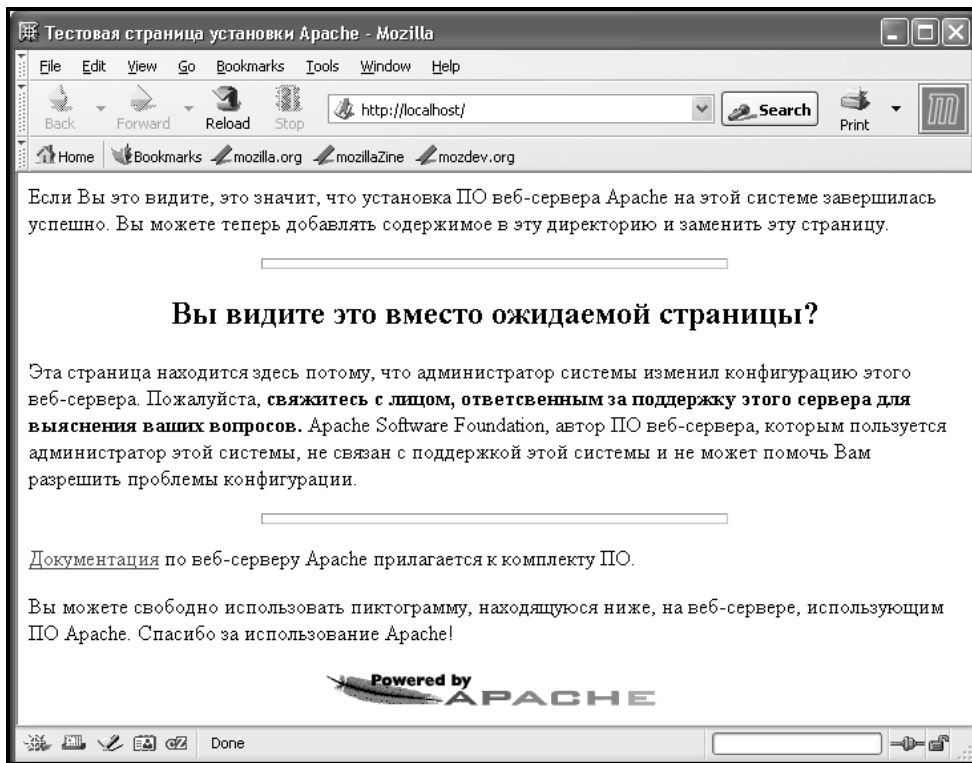 Тестовая страница установки Apache - Mozilla
File Edit View Go Bookmarks Tools Window Help
Back Forward Reload Stop http://localhost/ Search Print
Home Bookmarks mozilla.org mozillaZine mozdev.org
Если Вы это видите, это значит, что установка ПО веб-сервера Apache на этой системе завершилась
успешно. Вы можете теперь добавлять содержимое в эту директорию и заменить эту страницу.
Вы видите это вместо ожидаемой страницы?
Эта страница находится здесь потому, что администратор системы изменил конфигурацию этого
веб-сервера. Пожалуйста, свяжитесь с лицом, ответсвенным за поддержку этого сервера для
выяснения ваших вопросов. Apache Software Foundation, автор ПО веб-сервера, которым пользуется
администратор этой системы, не связан с поддержкой этой системы и не может помочь Вам
разрешить проблемы конфигурации.
Документация по веб-серверу Apache прилагается к комплекту ПО.
Вы можете свободно использовать пиктограмму, находящуюся ниже, на веб-сервере, использующим
ПО Apache. Спасибо за использование Apache!
Powered by
APACHE
Done